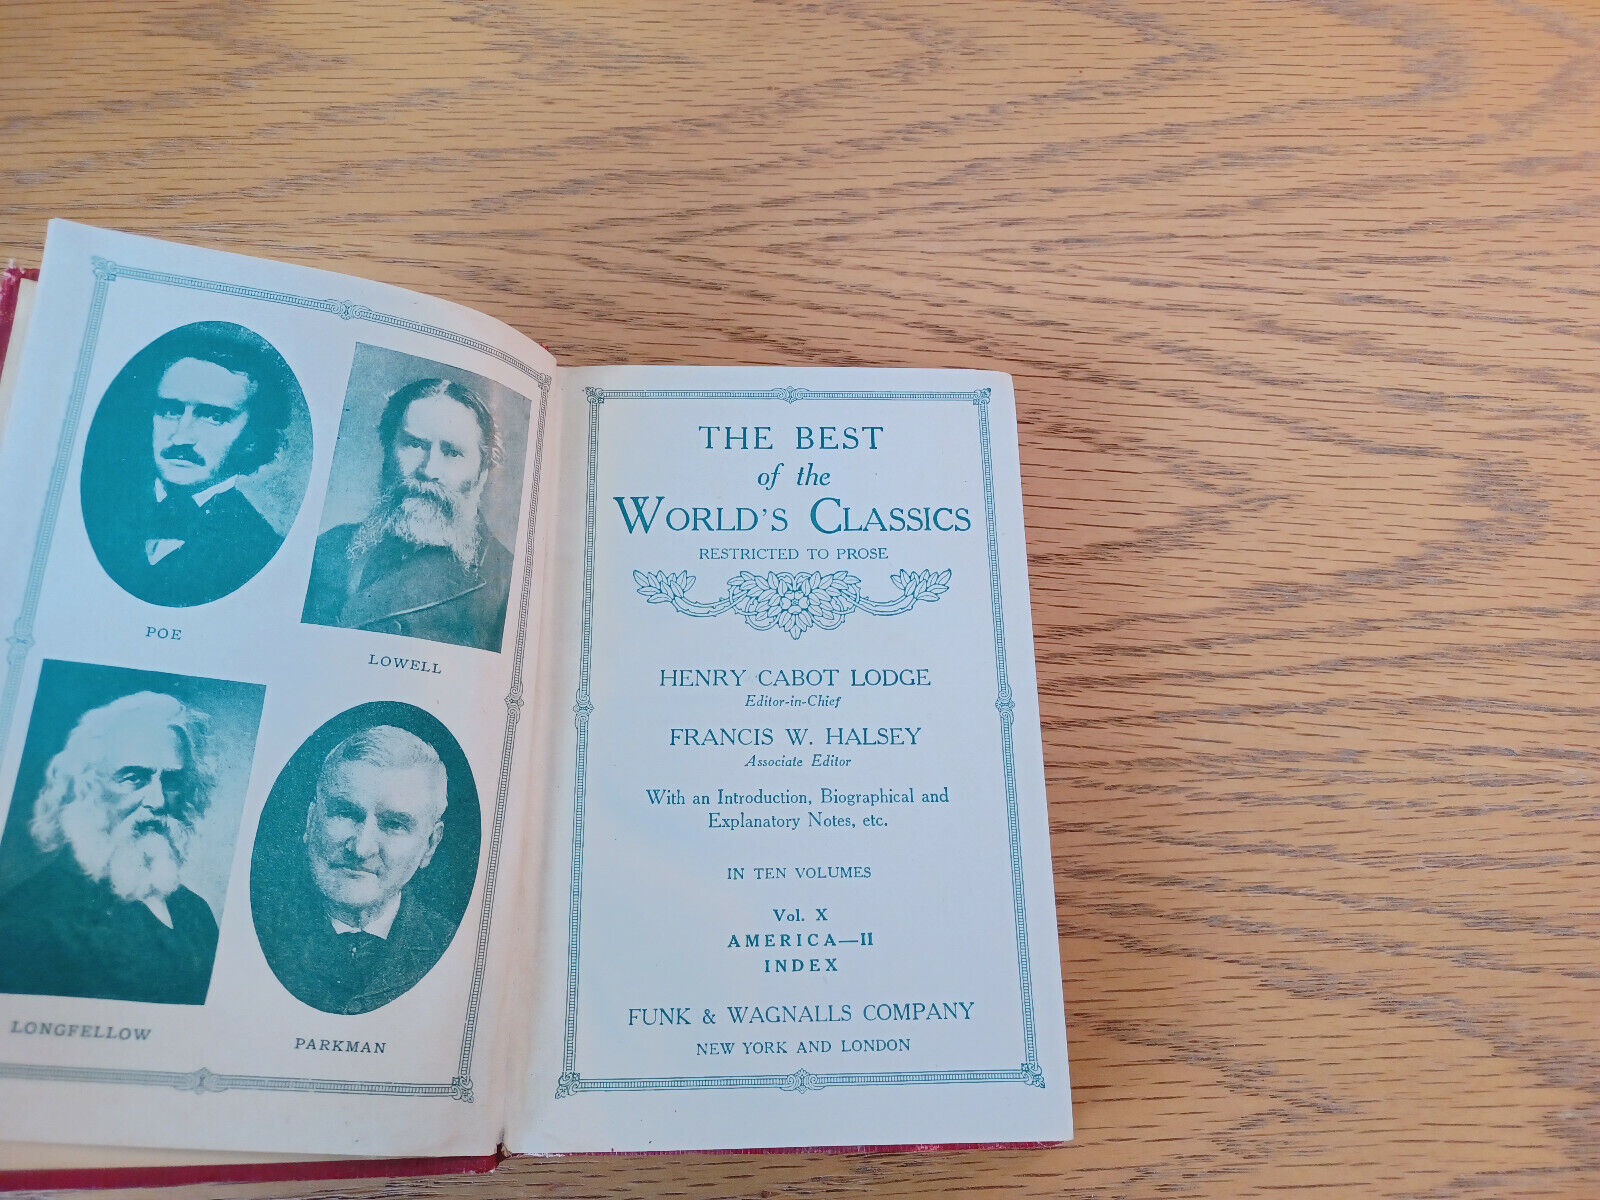 POE
LOWELL
LONGFELLOW
PARKMAN
THE BEST
of the
WORLD'S CLASSICS
RESTRICTED TO PROSE
HENRY CABOT LODGE
Editor-in-Chief
FRANCIS W. HALSEY
Associate Editor
With an Introduction, Biographical and
Explanatory Notes, etc.
IN TEN VOLUMES
Vol. X
AMERICA—II
INDEX
FUNK & WAGNALLS COMPANY
NEW YORK AND LONDON